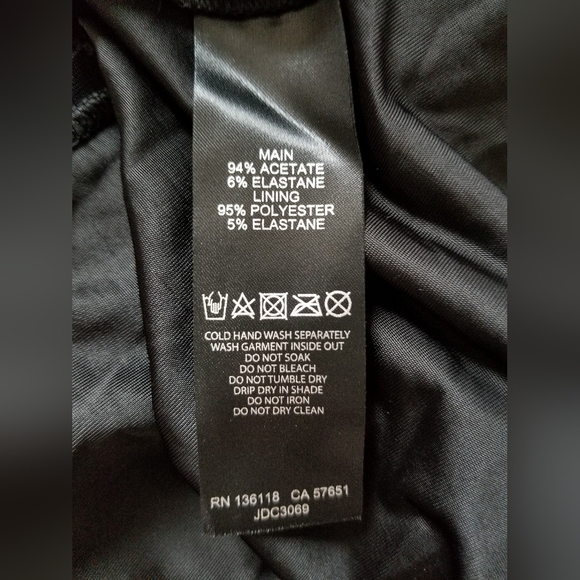 MAIN
94% ACETATE
6% ELASTANE
LINING
95% POLYESTER
5% ELASTANE
COLD HAND WASH SEPARATELY
WASH GARMENT INSIDE OUT
DO NOT SOAK
DO NOT BLEACH
DO NOT TUMBLE DRY
DRIP DRY IN SHADE
DO NOT IRON
DO NOT DRY CLEAN
RN 136118 CA 57651
JDC3069